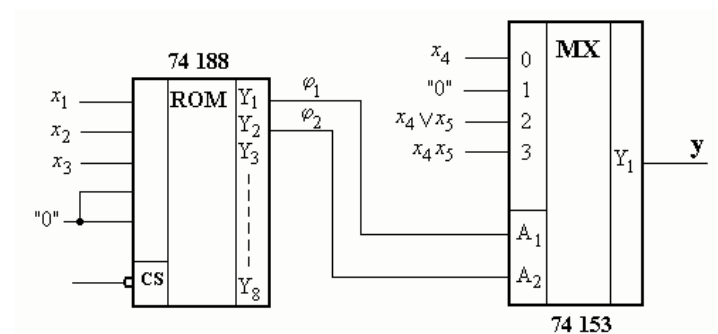 74 188
x₁
x₂
x₃
"0"
ROM
CS
Y₁
Y₂
Y₃
Y₈
φ₁
φ₂
x₄
"0"
x₄ ∨ x₅
x₄ x₅
0
1
2
3
MX
A₁
A₂
Y₁
y
74 153